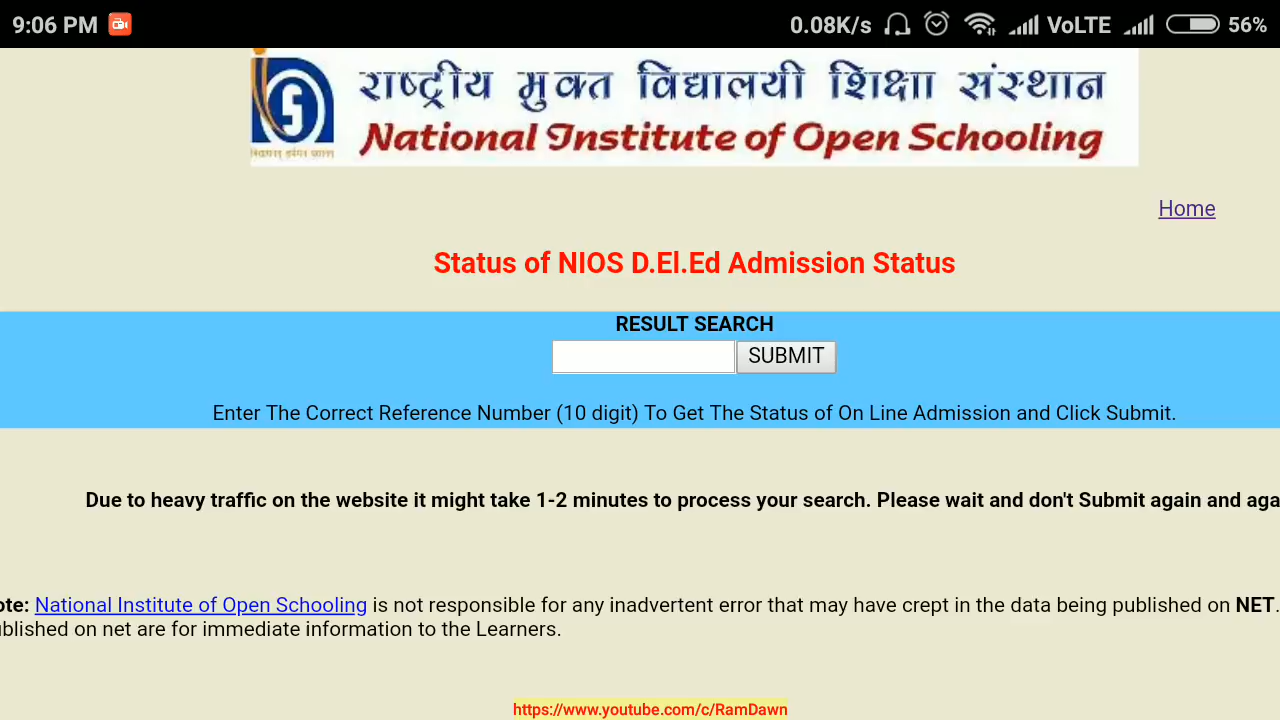 9:06 PM 0.08K/s VoLTE 56%
राष्ट्रीय मुक्त विद्यालयी शिक्षा संस्थान
National Institute of Open Schooling
Home
Status of NIOS D.El.Ed Admission Status
RESULT SEARCH
SUBMIT
Enter The Correct Reference Number (10 digit) To Get The Status of On Line Admission and Click Submit.
Due to heavy traffic on the website it might take 1-2 minutes to process your search. Please wait and don't Submit again and aga
ote: National Institute of Open Schooling is not responsible for any inadvertent error that may have crept in the data being published on NET.
blished on net are for immediate information to the Learners.
https://www.youtube.com/c/RamDawn